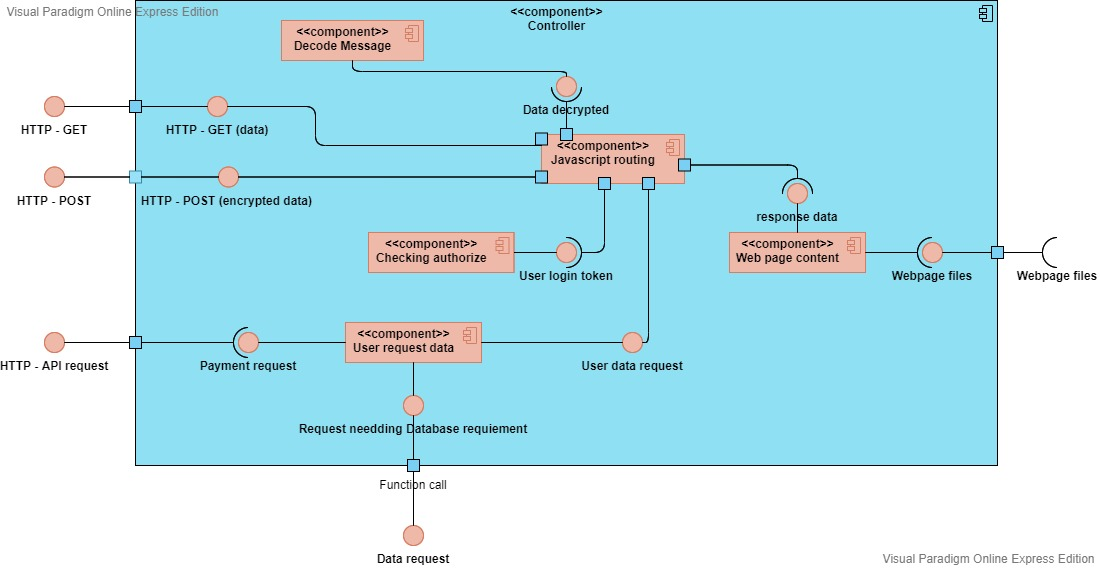 Visual Paradigm Online Express Edition
<<component>>
Controller
<<component>>
Decode Message
Data decrypted
HTTP - GET
HTTP - GET (data)
<<component>>
Javascript routing
HTTP - POST
HTTP - POST (encrypted data)
response data
<<component>>
Checking authorize
User login token
<<component>>
Web page content
Webpage files
Webpage files
<<component>>
User request data
HTTP - API request
Payment request
User data request
Request needding Database requiement
Function call
Data request
Visual Paradigm Online Express Edition